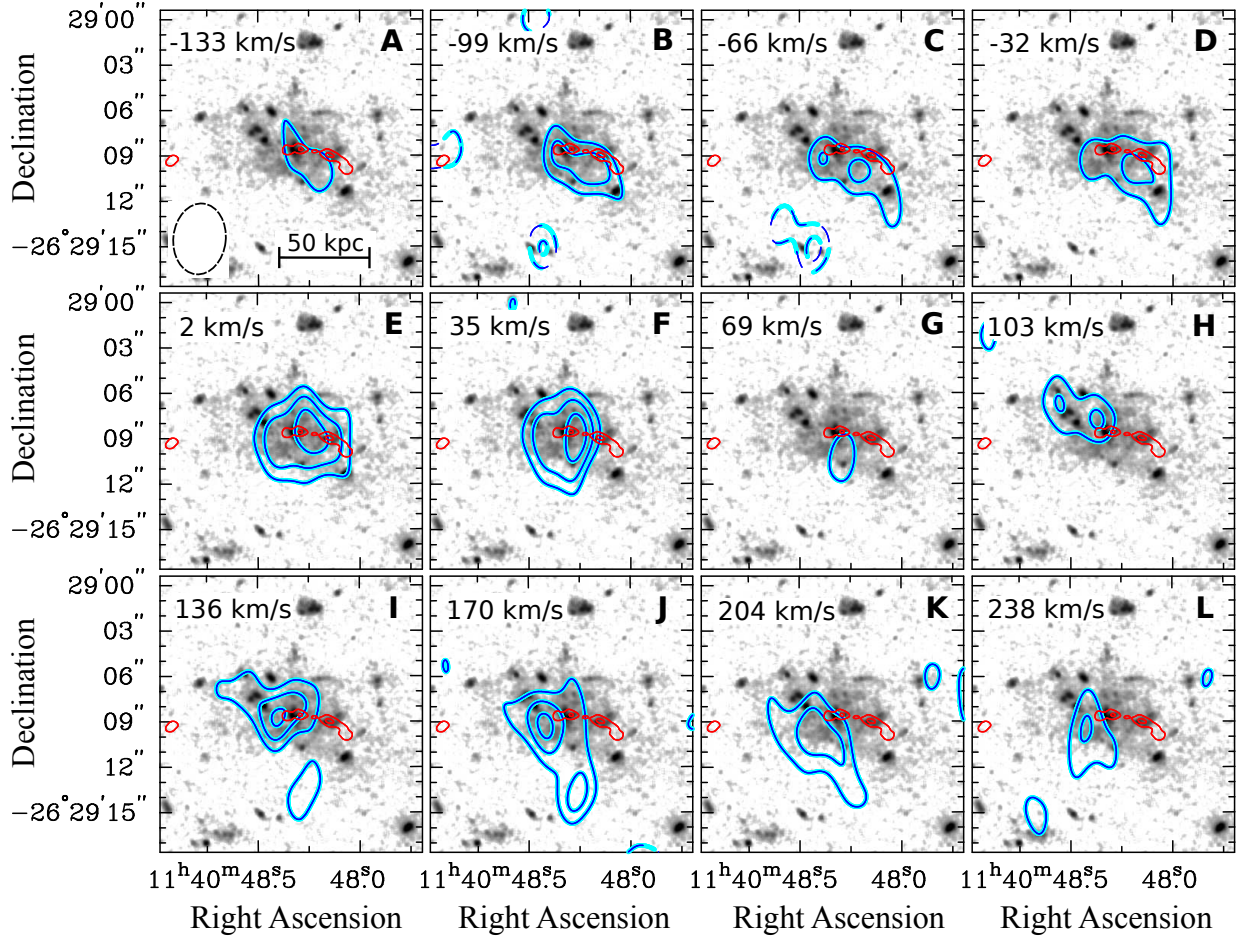 29 00"
-133 km/s A
-99 km/s B
-66 km/s C
-32 km/s D
03
06"
09"
12
−26° 29' 15"
50 kpc
Declination
29 00"
2 km/s E
35 km/s F
69 km/s G
103 km/s H
03"
06"
09"
12"
−26° 29' 15"
Declination
29 00"
136 km/s I
170 km/s J
204 km/s K
238 km/s L
03"
06"
09"
12"
−26° 29' 15"
Declination
11h40m48s.5 48s.0
11h40m48s.5 48s.0
11h40m48s.5 48s.0
11h40m48s.5 48s.0
Right Ascension
Right Ascension
Right Ascension
Right Ascension